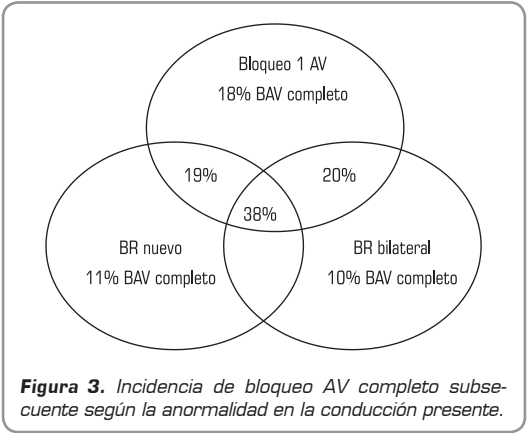 Bloqueo 1 AV
18% BAV completo
19%
20%
38%
BR nuevo
11% BAV completo
BR bilateral
10% BAV completo
Figura 3. Incidencia de bloqueo AV completo subse-
cuente según la anormalidad en la conducción presente.